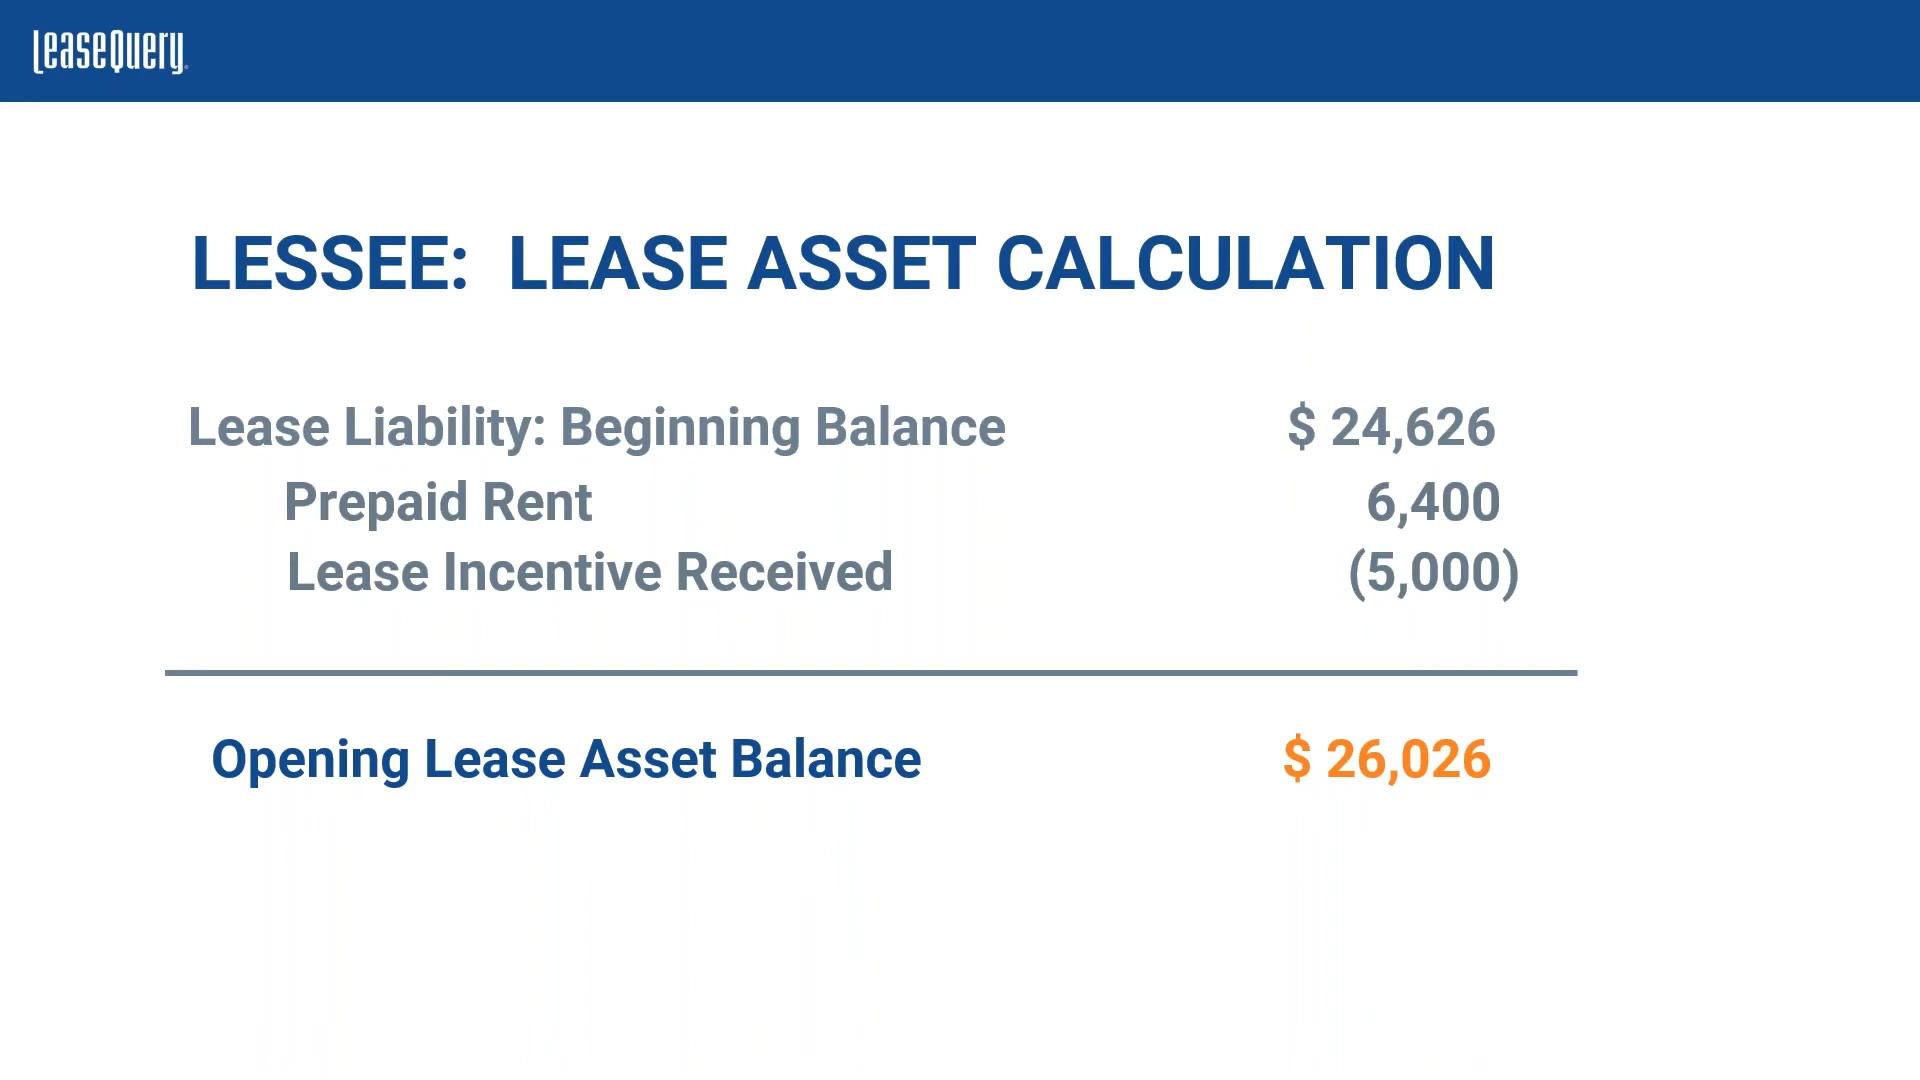 LeaseQuery
LESSEE: LEASE ASSET CALCULATION
Lease Liability: Beginning Balance $ 24,626
Prepaid Rent 6,400
Lease Incentive Received (5,000)
Opening Lease Asset Balance $ 26,026